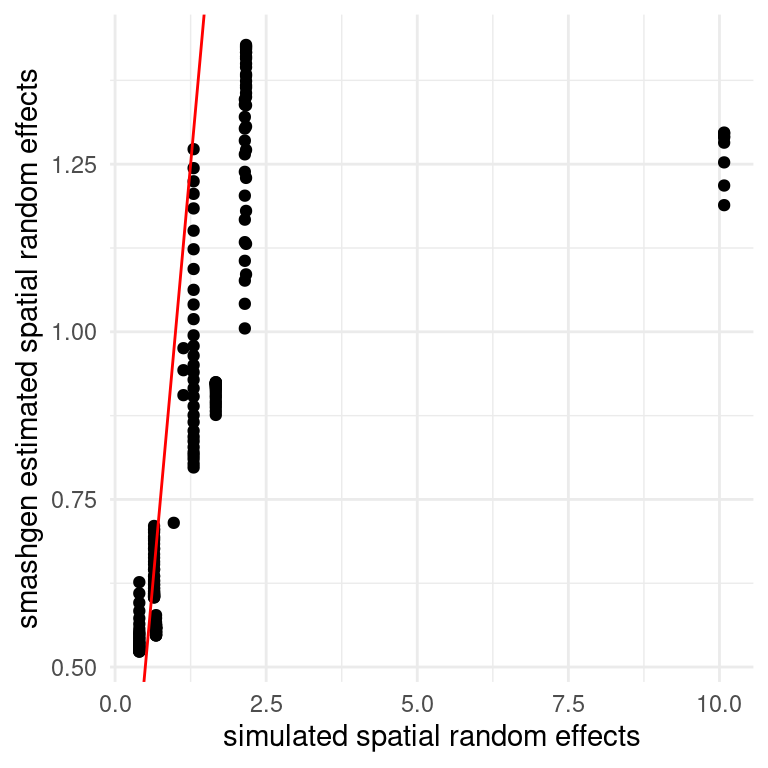 smashgen estimated spatial random effects
1.25
1.00
0.75
0.50
0.0 2.5 5.0 7.5 10.0
simulated spatial random effects